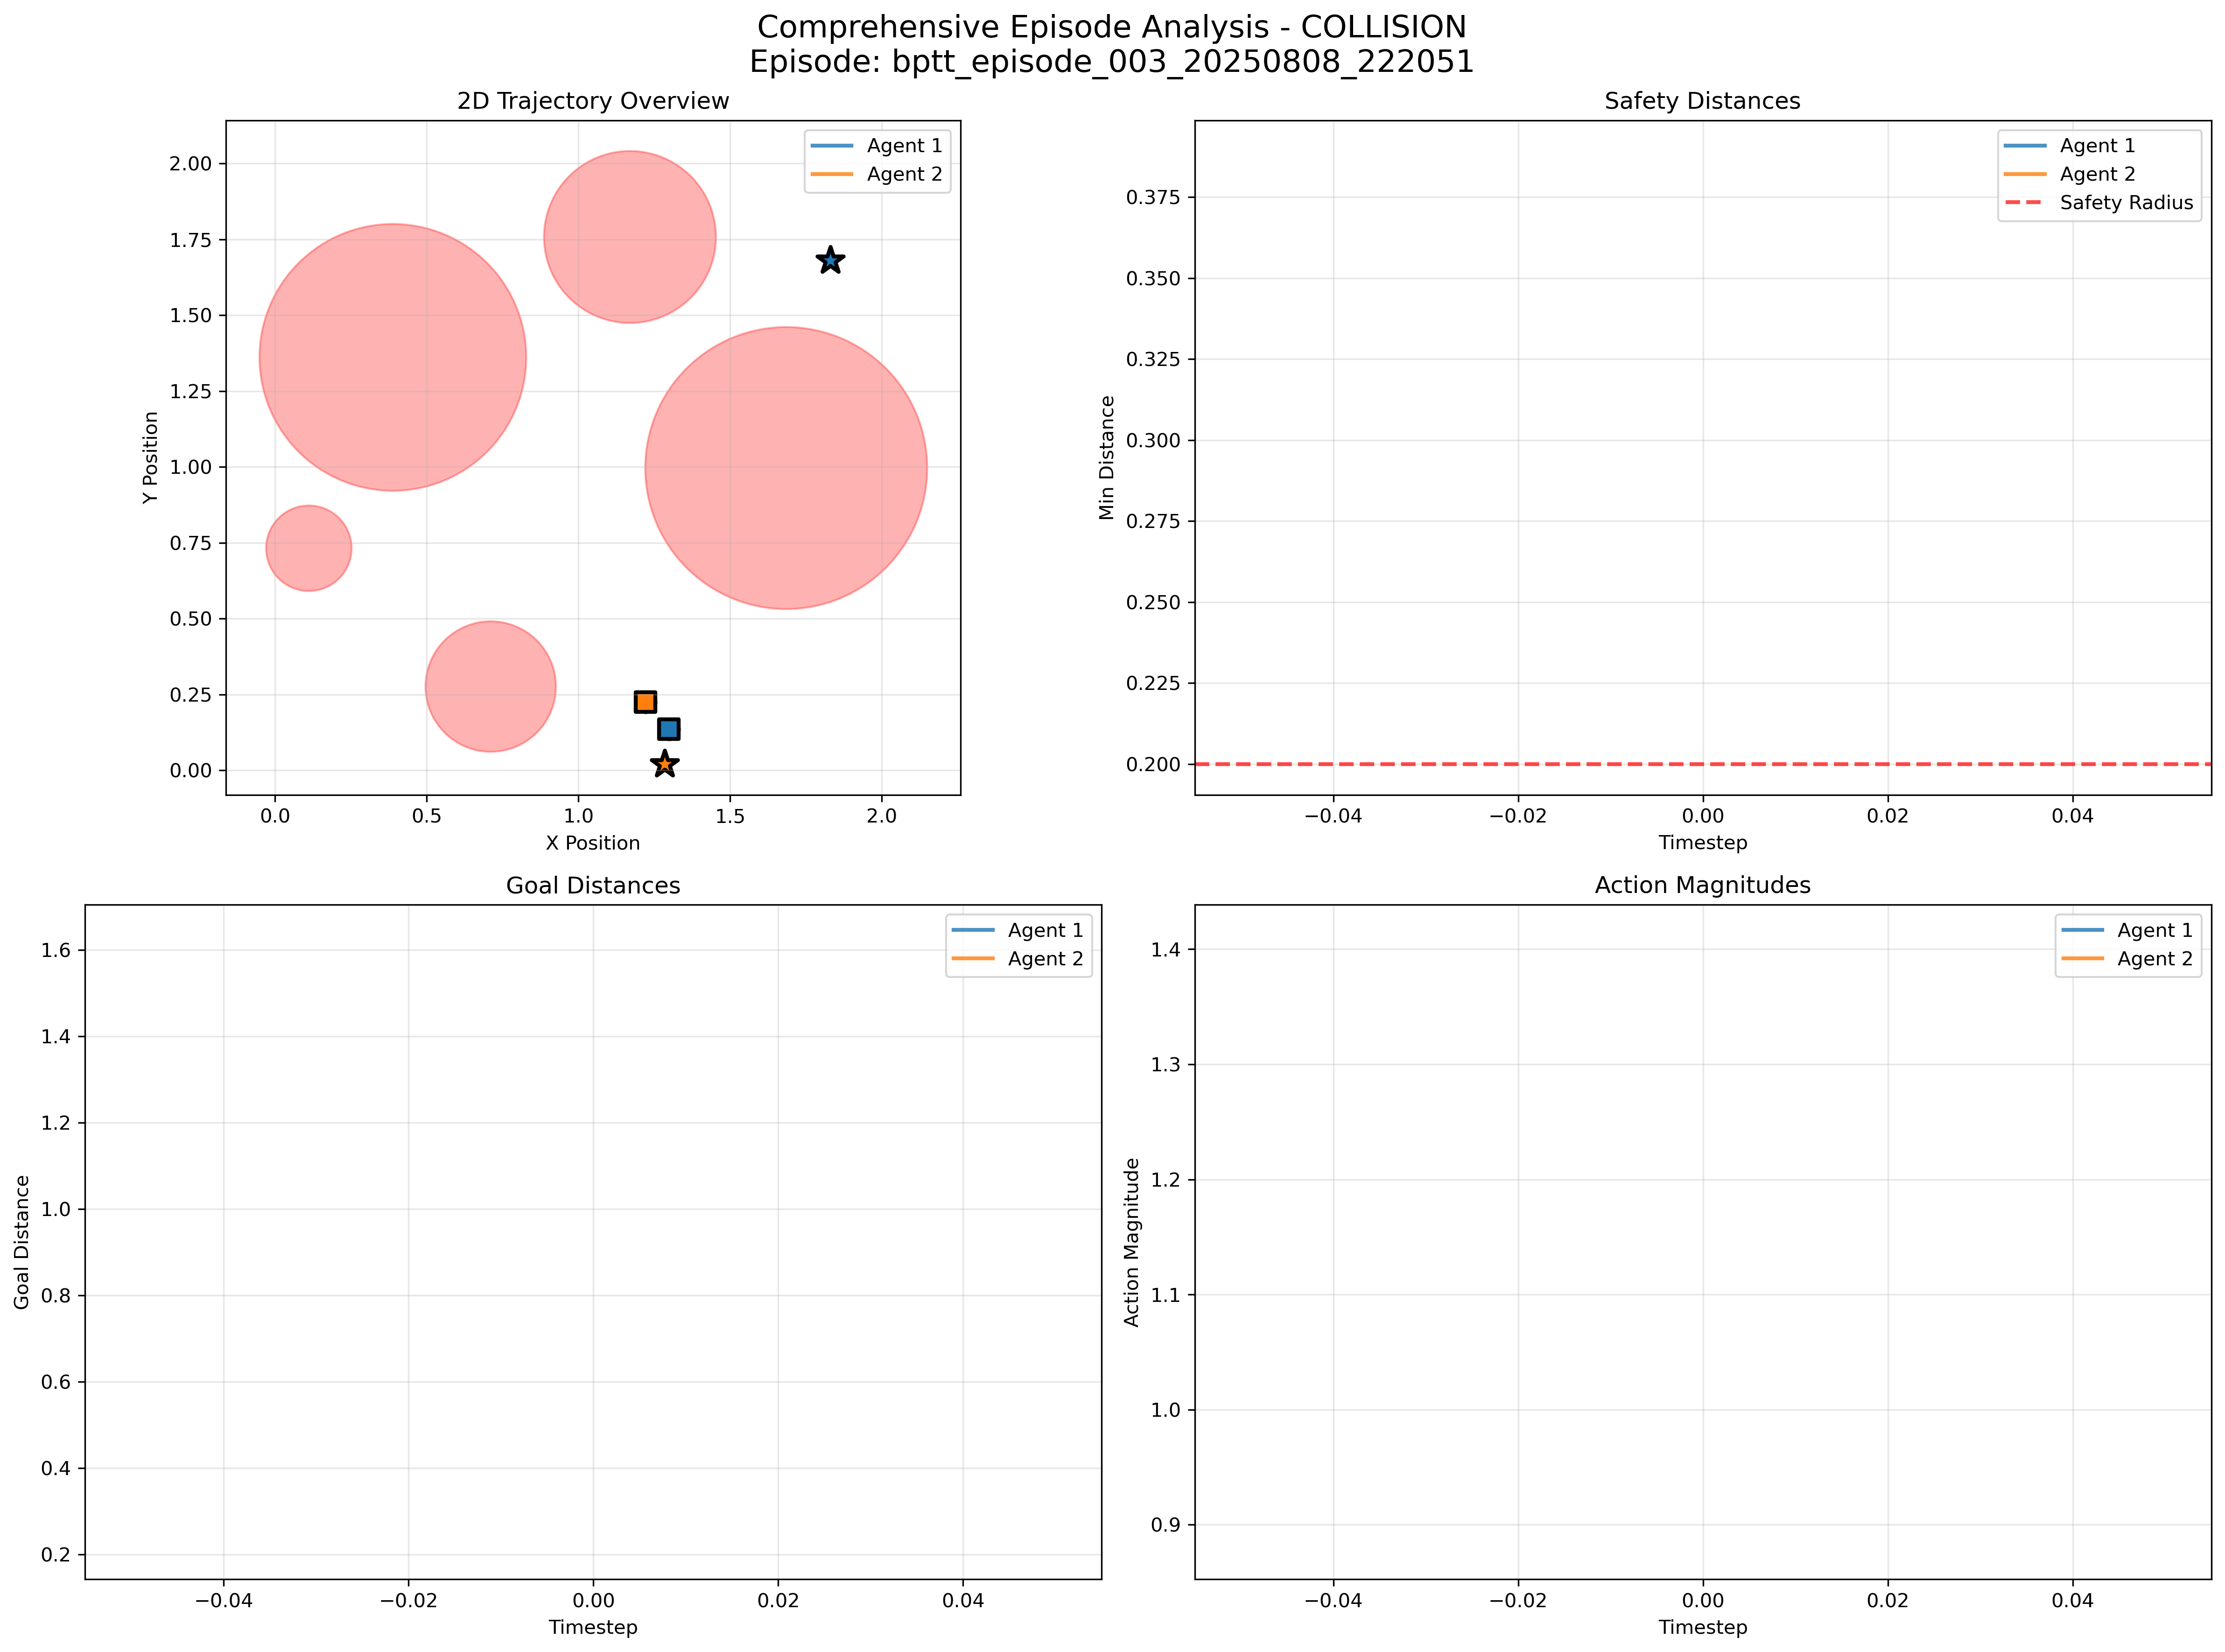 Comprehensive Episode Analysis - COLLISION
Episode: bptt_episode_003_20250808_222051
2D Trajectory Overview
Agent 1
Agent 2
2.00
1.75
1.50
1.25
1.00
0.75
0.50
0.25
0.00
Y Position
0.0
0.5
1.0
1.5
2.0
X Position
Safety Distances
Agent 1
Agent 2
Safety Radius
0.375
0.350
0.325
0.300
0.275
0.250
0.225
0.200
Min Distance
−0.04
−0.02
0.00
0.02
0.04
Timestep
Goal Distances
Agent 1
Agent 2
1.6
1.4
1.2
1.0
0.8
0.6
0.4
0.2
Goal Distance
−0.04
−0.02
0.00
0.02
0.04
Timestep
Action Magnitudes
Agent 1
Agent 2
1.4
1.3
1.2
1.1
1.0
0.9
Action Magnitude
−0.04
−0.02
0.00
0.02
0.04
Timestep